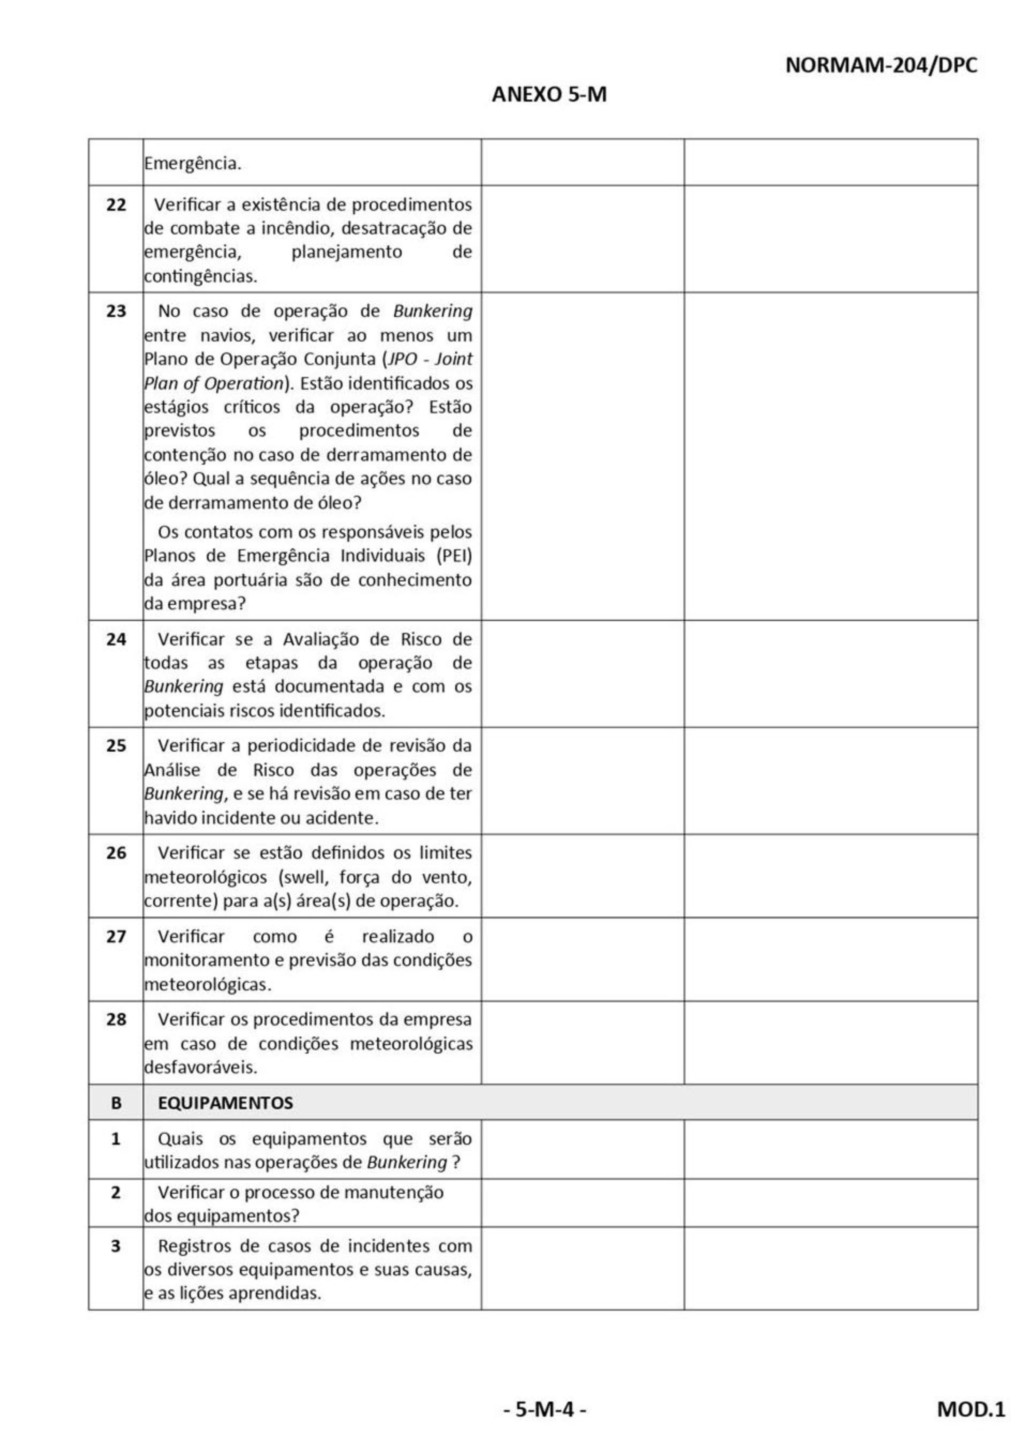 NORMAM-204/DPC
ANEXO 5-M
Emergência.
22 Verificar a existência de procedimentos
de combate a incêndio, desatracação de
emergência, planejamento de
contingências.
23 No caso de operação de Bunkering
entre navios, verificar ao menos um
Plano de Operação Conjunta (JPO - Joint
Plan of Operation). Estão identificados os
estágios críticos da operação? Estão
previstos os procedimentos de
contenção no caso de derramamento de
óleo? Qual a sequência de ações no caso
de derramamento de óleo?
Os contatos com os responsáveis pelos
Planos de Emergência Individuais (PEI)
da área portuária são de conhecimento
da empresa?
24 Verificar se a Avaliação de Risco de
todas as etapas da operação de
Bunkering está documentada e com os
potenciais riscos identificados.
25 Verificar a periodicidade de revisão da
Análise de Risco das operações de
Bunkering, e se há revisão em caso de ter
havido incidente ou acidente.
26 Verificar se estão definidos os limites
meteorológicos (swell, força do vento,
corrente) para a(s) área(s) de operação.
27 Verificar como é realizado o
monitoramento e previsão das condições
meteorológicas.
28 Verificar os procedimentos da empresa
em caso de condições meteorológicas
desfavoráveis.
B EQUIPAMENTOS
1 Quais os equipamentos que serão
utilizados nas operações de Bunkering ?
2 Verificar o processo de manutenção
dos equipamentos?
3 Registros de casos de incidentes com
os diversos equipamentos e suas causas,
e as lições aprendidas.
- 5-M-4 -
MOD.1